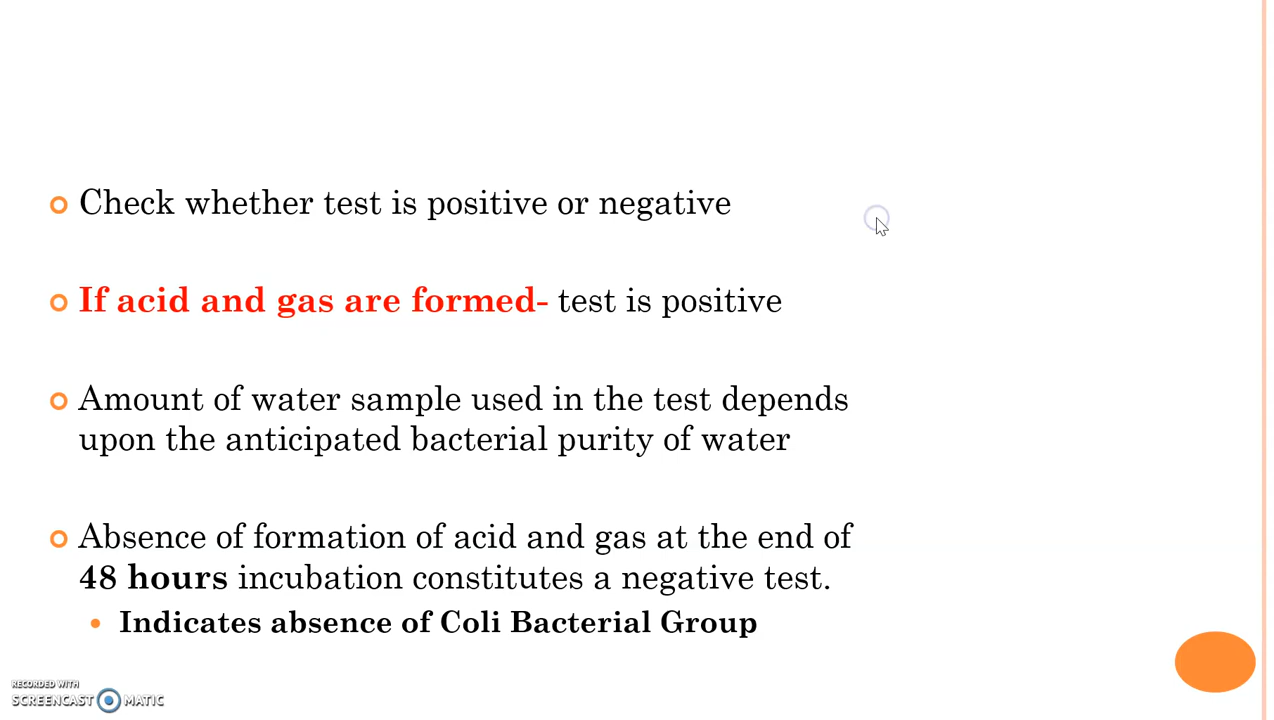 Check whether test is positive or negative
If acid and gas are formed- test is positive
Amount of water sample used in the test depends
upon the anticipated bacterial purity of water
Absence of formation of acid and gas at the end of
48 hours incubation constitutes a negative test.
Indicates absence of Coli Bacterial Group
RECORDED WITH
SCREENCAST MATIC